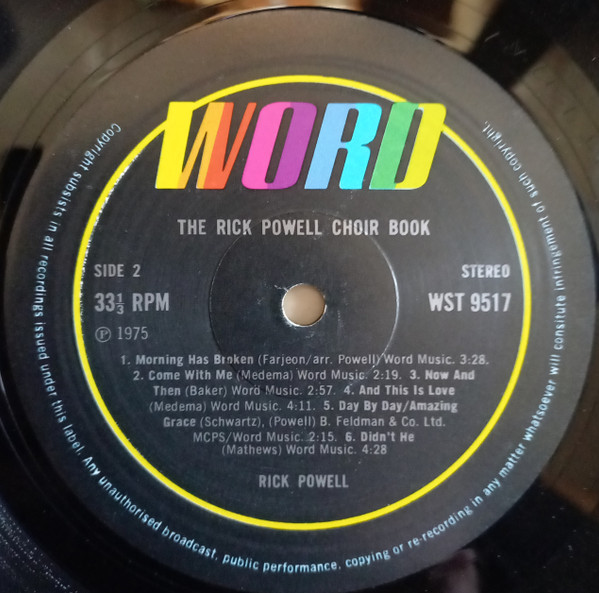 WORD
THE RICK POWELL CHOIR BOOK
SIDE 2
STEREO
33⅓ RPM
WST 9517
Ⓟ 1975
1. Morning Has Broken (Farjeon/arr. Powell) Word Music. 3:28.
2. Come With Me (Medema) Word Music. 2:19. 3. Now And
Then (Baker) Word Music. 2:57. 4. And This Is Love
(Medema) Word Music. 4:11. 5. Day By Day/Amazing
Grace (Schwartz), (Powell) B. Feldman & Co. Ltd.
MCPS/Word Music. 2:15. 6. Didn't He
(Mathews) Word Music. 4:28
RICK POWELL
Copyright subsists in all recordings issued under this label. Any unauthorised broadcast, public performance, copying or re-recording in any matter whatsoever will constitute infringement of such copyright.